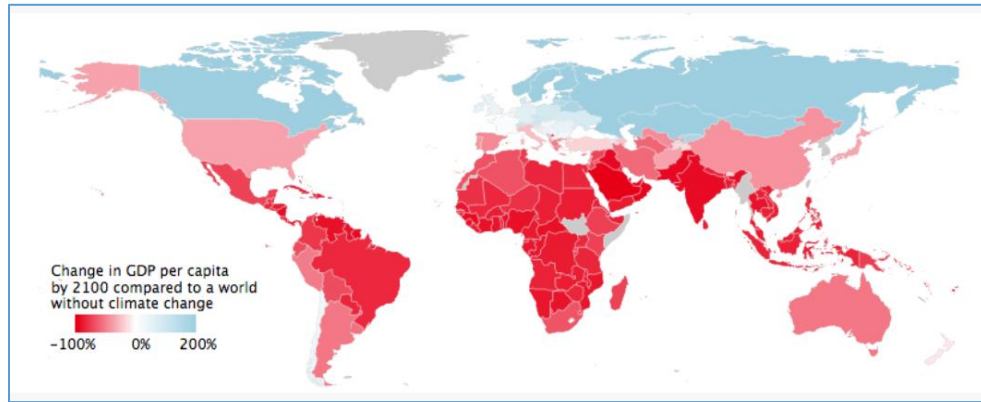 Change in GDP per capita
by 2100 compared to a world
without climate change
−100% 0% 200%